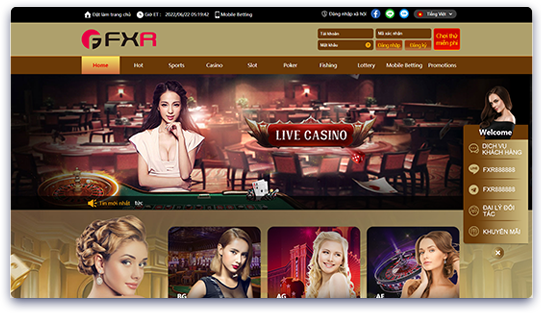 Đặt làm trang chủ Giờ ET : 2022/06/22 05:19:42 Mobile Betting Đăng nhập xã hội Tiếng Việt
GFXR
Tài khoản Mã xác nhận
Mật khẩu Đăng nhập Đăng ký
Chơi thử
miễn phí
Home Hot Sports Casino Slot Poker Fishing Lottery Mobile Betting Promotions
LIVE CASINO
Tin mới nhất tức
Welcome
DỊCH VỤ
KHÁCH HÀNG
FXR888888
FXR888888
ĐẠI LÝ ĐỐI
TÁC
KHUYẾN MÃI
BG AG AE